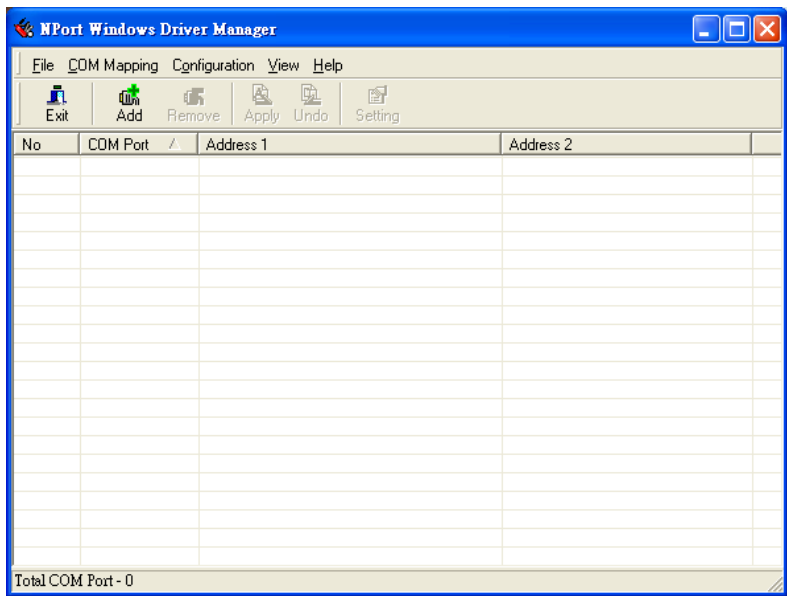 NPort Windows Driver Manager
File COM Mapping Configuration View Help
Exit Add Remove Apply Undo Setting
No COM Port Address 1 Address 2
Total COM Port - 0